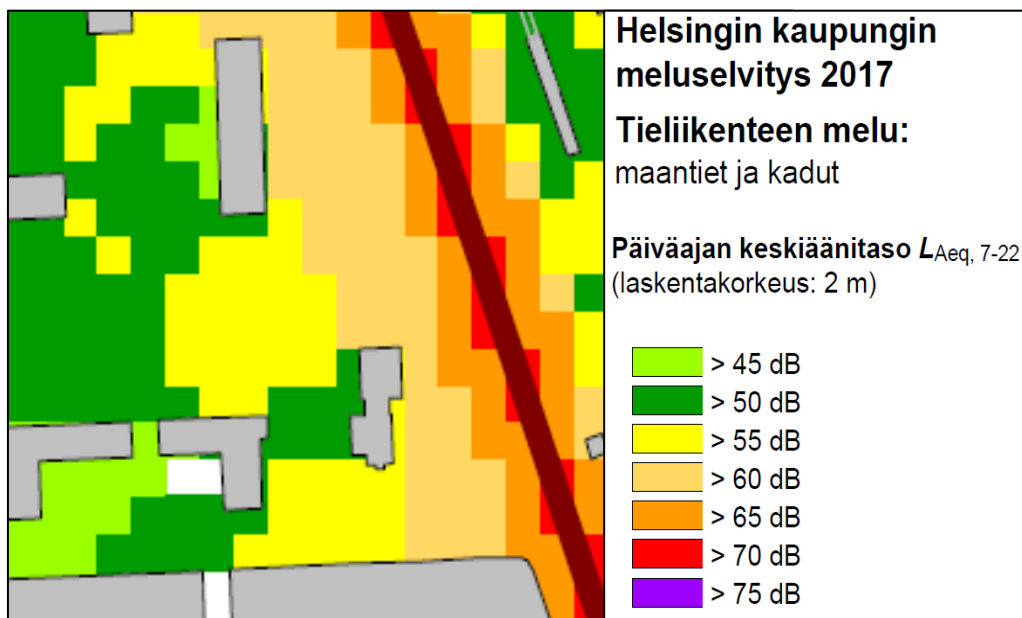 Helsingin kaupungin
meluselvitys 2017
Tieliikenteen melu:
maantiet ja kadut
Päiväajan keskiäänitaso LAeq, 7-22
(laskentakorkeus: 2 m)
> 45 dB
> 50 dB
> 55 dB
> 60 dB
> 65 dB
> 70 dB
> 75 dB